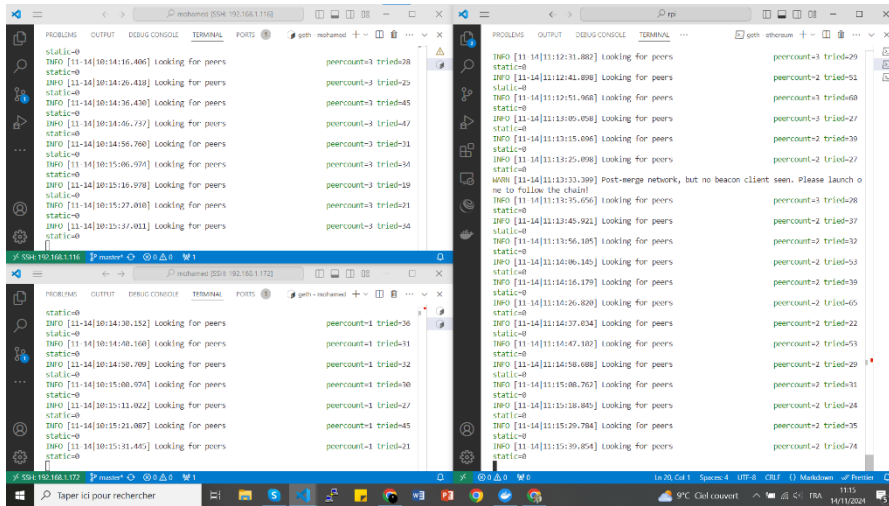 mohamed [SSH: 192.168.1.116]
PROBLEMS OUTPUT DEBUG CONSOLE TERMINAL PORTS 1 geth - mohamed
static=0
INFO [11-14|10:14:16.406] Looking for peers peercount=3 tried=28
static=0
INFO [11-14|10:14:26.418] Looking for peers peercount=3 tried=25
static=0
INFO [11-14|10:14:36.430] Looking for peers peercount=3 tried=45
static=0
INFO [11-14|10:14:46.737] Looking for peers peercount=3 tried=47
static=0
INFO [11-14|10:14:56.760] Looking for peers peercount=3 tried=31
static=0
INFO [11-14|10:15:06.974] Looking for peers peercount=3 tried=34
static=0
INFO [11-14|10:15:16.978] Looking for peers peercount=3 tried=19
static=0
INFO [11-14|10:15:27.010] Looking for peers peercount=3 tried=21
static=0
INFO [11-14|10:15:37.011] Looking for peers peercount=3 tried=34
static=0
SSH: 192.168.1.116 master* 0 0 1
mohamed [SSH: 192.168.1.172]
PROBLEMS OUTPUT DEBUG CONSOLE TERMINAL PORTS 1 geth - mohamed
static=0
INFO [11-14|10:14:30.152] Looking for peers peercount=1 tried=36
static=0
INFO [11-14|10:14:40.160] Looking for peers peercount=1 tried=31
static=0
INFO [11-14|10:14:50.709] Looking for peers peercount=1 tried=32
static=0
INFO [11-14|10:15:00.974] Looking for peers peercount=1 tried=30
static=0
INFO [11-14|10:15:11.022] Looking for peers peercount=1 tried=27
static=0
INFO [11-14|10:15:21.087] Looking for peers peercount=1 tried=45
static=0
INFO [11-14|10:15:31.445] Looking for peers peercount=1 tried=21
static=0
SSH: 192.168.1.172 master* 0 0 1
rpi
PROBLEMS OUTPUT DEBUG CONSOLE TERMINAL geth - ethereum
INFO [11-14|11:12:31.882] Looking for peers peercount=3 tried=29
static=0
INFO [11-14|11:12:41.898] Looking for peers peercount=2 tried=51
static=0
INFO [11-14|11:12:51.968] Looking for peers peercount=3 tried=60
static=0
INFO [11-14|11:13:05.058] Looking for peers peercount=3 tried=27
static=0
INFO [11-14|11:13:15.096] Looking for peers peercount=2 tried=39
static=0
INFO [11-14|11:13:25.098] Looking for peers peercount=2 tried=27
static=0
WARN [11-14|11:13:33.399] Post-merge network, but no beacon client seen. Please launch o
ne to follow the chain!
INFO [11-14|11:13:35.656] Looking for peers peercount=3 tried=28
static=0
INFO [11-14|11:13:45.921] Looking for peers peercount=2 tried=37
static=0
INFO [11-14|11:13:56.105] Looking for peers peercount=2 tried=32
static=0
INFO [11-14|11:14:06.145] Looking for peers peercount=2 tried=53
static=0
INFO [11-14|11:14:16.179] Looking for peers peercount=2 tried=39
static=0
INFO [11-14|11:14:26.820] Looking for peers peercount=2 tried=65
static=0
INFO [11-14|11:14:37.034] Looking for peers peercount=2 tried=22
static=0
INFO [11-14|11:14:47.102] Looking for peers peercount=2 tried=53
static=0
INFO [11-14|11:14:58.688] Looking for peers peercount=2 tried=29
static=0
INFO [11-14|11:15:08.762] Looking for peers peercount=2 tried=31
static=0
INFO [11-14|11:15:18.845] Looking for peers peercount=2 tried=24
static=0
INFO [11-14|11:15:29.784] Looking for peers peercount=2 tried=35
static=0
INFO [11-14|11:15:39.854] Looking for peers peercount=2 tried=74
static=0
0 0 0 Ln 20, Col 1 Spaces: 4 UTF-8 CRLF {} Markdown Prettier
Taper ici pour rechercher
9°C Ciel couvert FRA 11:15
14/11/2024